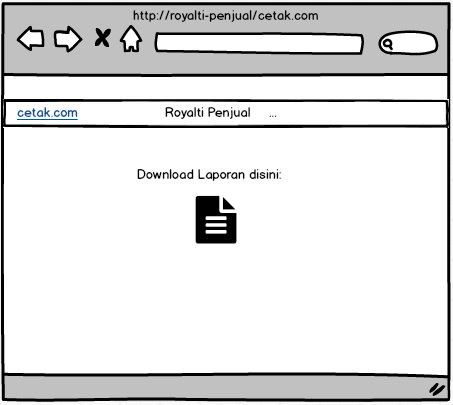 http://royalti-penjual/cetak.com
cetak.com Royalti Penjual ...
Download Laporan disini: